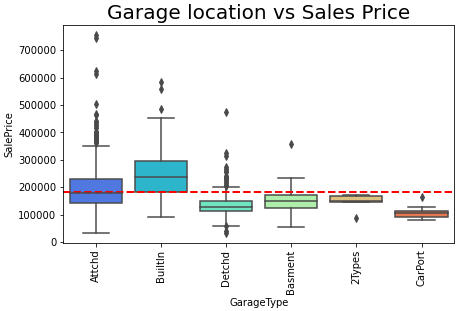 Garage location vs Sales Price
SalePrice
700000
600000
500000
400000
300000
200000
100000
0
Attchd
BuiltIn
Detchd
Basment
2Types
CarPort
GarageType